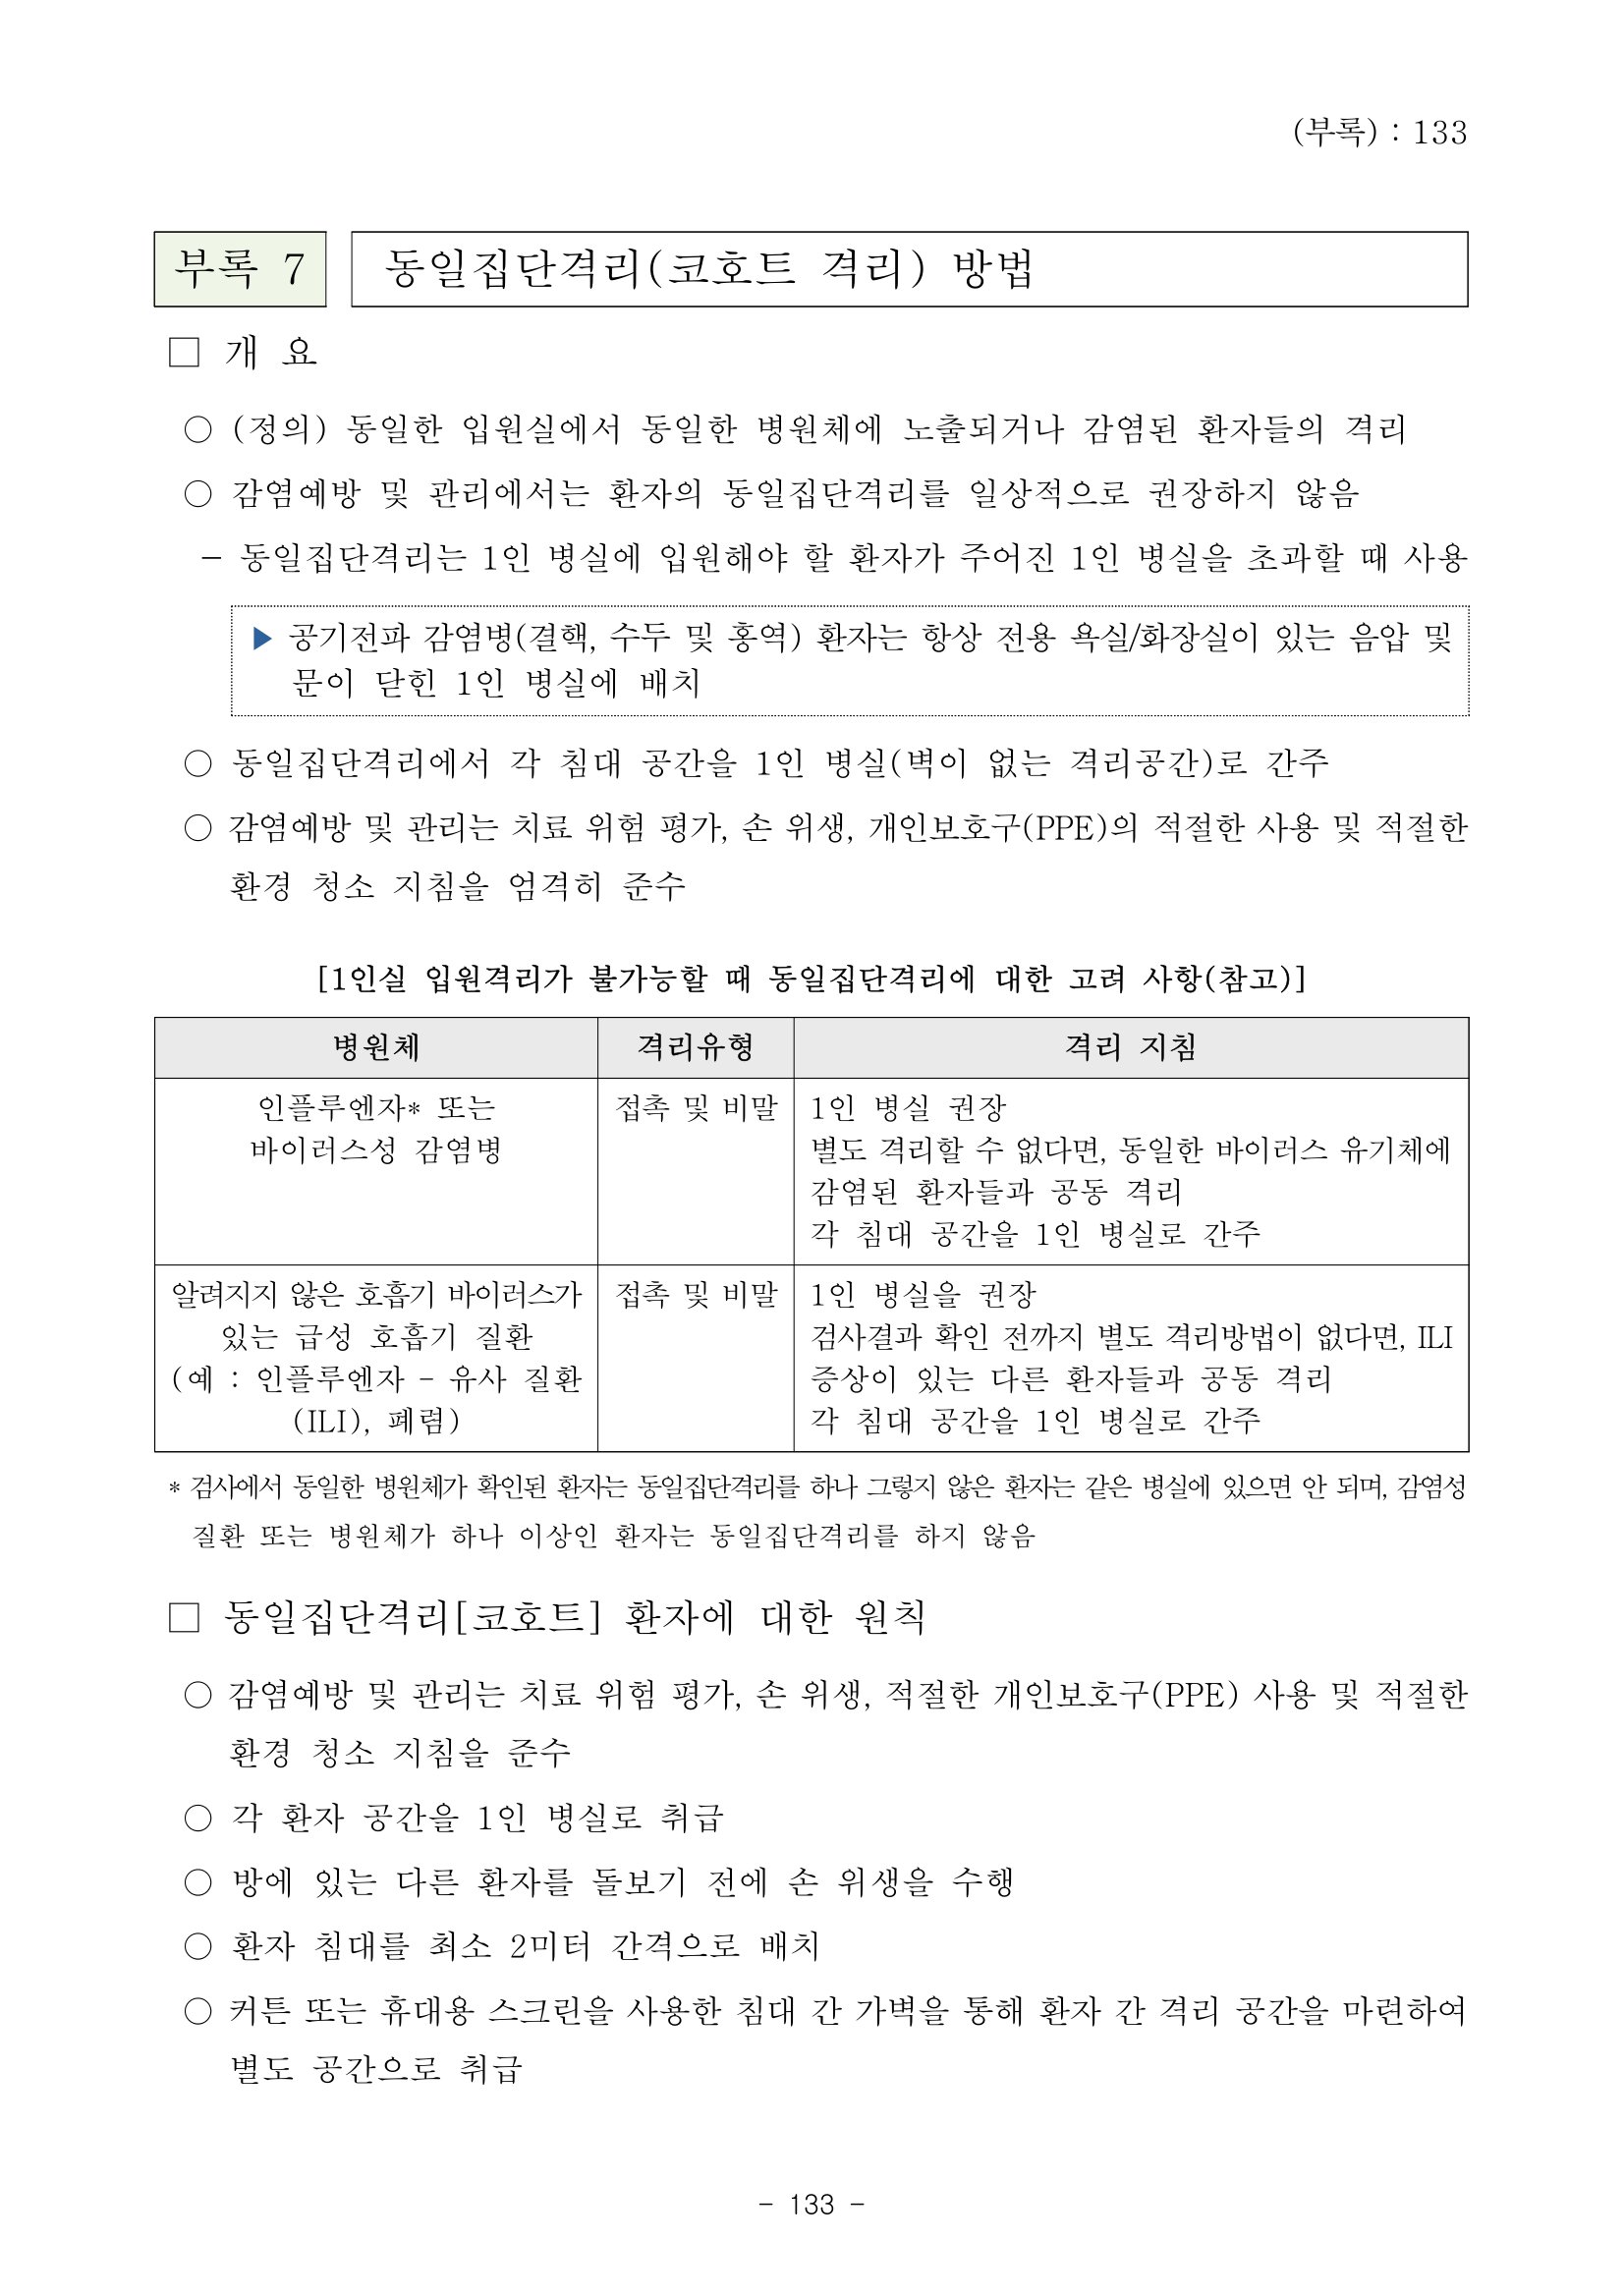 (부록) : 133
부록 7
동일집단격리(코호트 격리) 방법
□ 개 요
○ (정의) 동일한 입원실에서 동일한 병원체에 노출되거나 감염된 환자들의 격리
○ 감염예방 및 관리에서는 환자의 동일집단격리를 일상적으로 권장하지 않음
- 동일집단격리는 1인 병실에 입원해야 할 환자가 주어진 1인 병실을 초과할 때 사용
▶ 공기전파 감염병(결핵, 수두 및 홍역) 환자는 항상 전용 욕실/화장실이 있는 음압 및
문이 닫힌 1인 병실에 배치
○ 동일집단격리에서 각 침대 공간을 1인 병실(벽이 없는 격리공간)로 간주
○ 감염예방 및 관리는 치료 위험 평가, 손 위생, 개인보호구(PPE)의 적절한 사용 및 적절한
환경 청소 지침을 엄격히 준수
[1인실 입원격리가 불가능할 때 동일집단격리에 대한 고려 사항(참고)]
병원체
격리유형
격리 지침
인플루엔자* 또는
바이러스성 감염병
접촉 및 비말
1인 병실 권장
별도 격리할 수 없다면, 동일한 바이러스 유기체에
감염된 환자들과 공동 격리
각 침대 공간을 1인 병실로 간주
알려지지 않은 호흡기 바이러스가
있는 급성 호흡기 질환
(예 : 인플루엔자 - 유사 질환
(ILI), 폐렴)
접촉 및 비말
1인 병실을 권장
검사결과 확인 전까지 별도 격리방법이 없다면, ILI
증상이 있는 다른 환자들과 공동 격리
각 침대 공간을 1인 병실로 간주
* 검사에서 동일한 병원체가 확인된 환자는 동일집단격리를 하나 그렇지 않은 환자는 같은 병실에 있으면 안 되며, 감염성
질환 또는 병원체가 하나 이상인 환자는 동일집단격리를 하지 않음
□ 동일집단격리[코호트] 환자에 대한 원칙
○ 감염예방 및 관리는 치료 위험 평가, 손 위생, 적절한 개인보호구(PPE) 사용 및 적절한
환경 청소 지침을 준수
○ 각 환자 공간을 1인 병실로 취급
○ 방에 있는 다른 환자를 돌보기 전에 손 위생을 수행
○ 환자 침대를 최소 2미터 간격으로 배치
○ 커튼 또는 휴대용 스크린을 사용한 침대 간 가벽을 통해 환자 간 격리 공간을 마련하여
별도 공간으로 취급
- 133 -